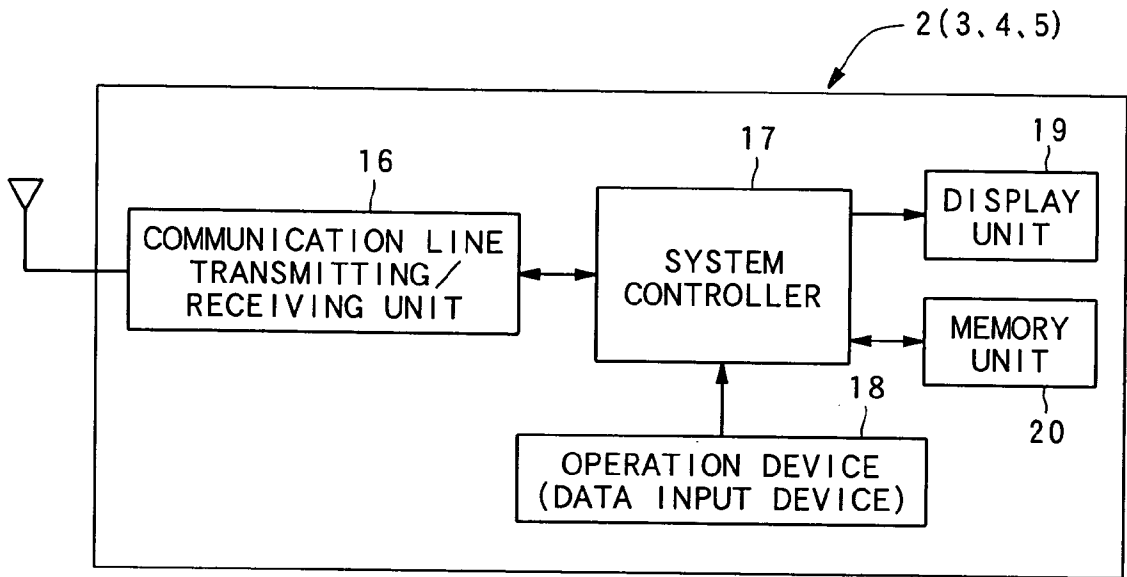 2(3、4、5)
16
17
19
COMMUNICATION LINE
TRANSMITTING/
RECEIVING UNIT
SYSTEM
CONTROLLER
DISPLAY
UNIT
MEMORY
UNIT
18
20
OPERATION DEVICE
(DATA INPUT DEVICE)